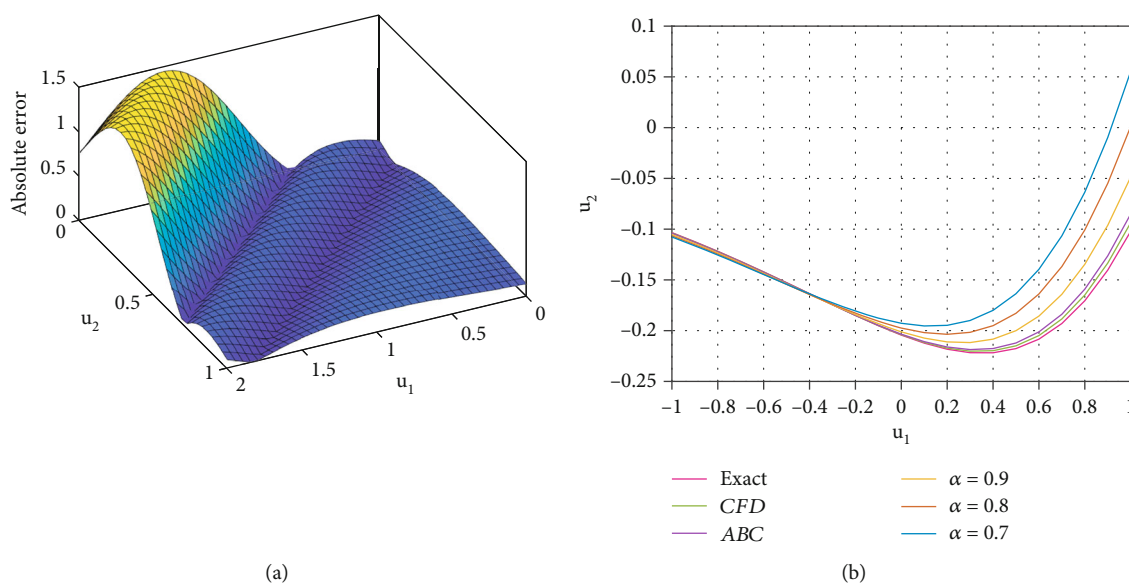 1.5
1
0.5
0
0
0.5
1
2
1.5
1
0.5
0
Absolute error
u2
u1
(a)
0.1
0.05
0
−0.05
−0.1
−0.15
−0.2
−0.25
−1
−0.8
−0.6
−0.4
−0.2
0
0.2
0.4
0.6
0.8
1
u2
u1
Exact
CFD
ABC
α = 0.9
α = 0.8
α = 0.7
(b)